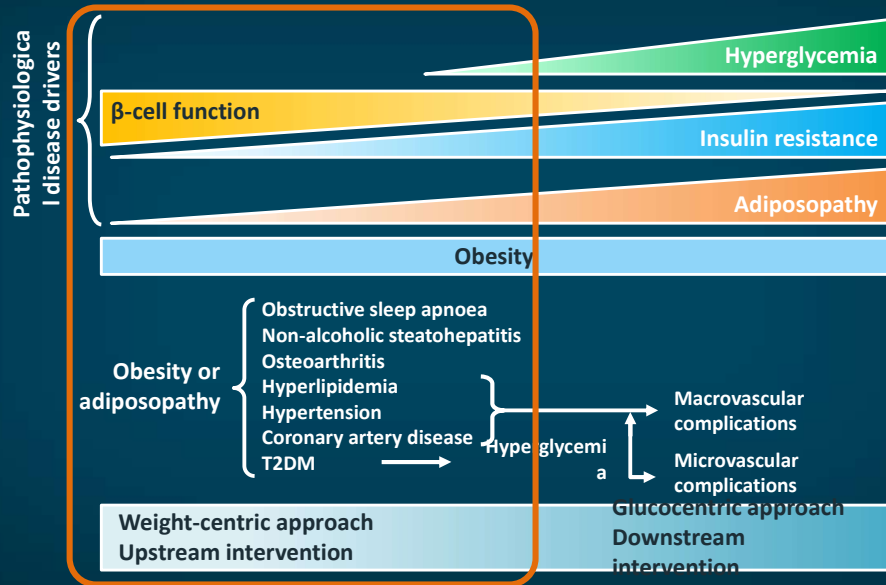 Pathophysiologica
l disease drivers
Hyperglycemia
β-cell function
Insulin resistance
Adiposopathy
Obesity
Obesity or
adiposopathy
Obstructive sleep apnoea
Non-alcoholic steatohepatitis
Osteoarthritis
Hyperlipidemia
Hypertension
Coronary artery disease
T2DM
Hyperglycemi
a
Macrovascular
complications
Microvascular
complications
Weight-centric approach
Upstream intervention
Glucocentric approach
Downstream
intervention